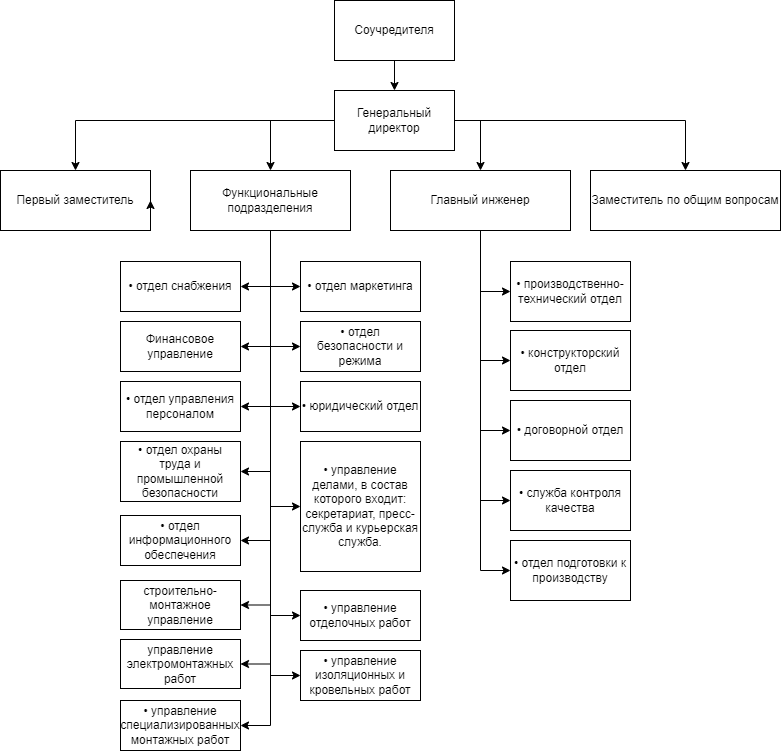 Соучредителя
Генеральный
директор
Первый заместитель
Функциональные
подразделения
Главный инженер
Заместитель по общим вопросам
• отдел снабжения
• отдел маркетинга
Финансовое
управление
• отдел
безопасности и
режима
• отдел управления
персоналом
• юридический отдел
• отдел охраны
труда и
промышленной
безопасности
• управление
делами, в состав
которого входит:
секретариат, пресс-
служба и курьерская
служба.
• отдел
информационного
обеспечения
строительно-
монтажное
управление
• управление
отделочных работ
управление
электромонтажных
работ
• управление
изоляционных и
кровельных работ
• управление
специализированных
монтажных работ
• производственно-
технический отдел
• конструкторский
отдел
• договорной отдел
• служба контроля
качества
• отдел подготовки к
производству